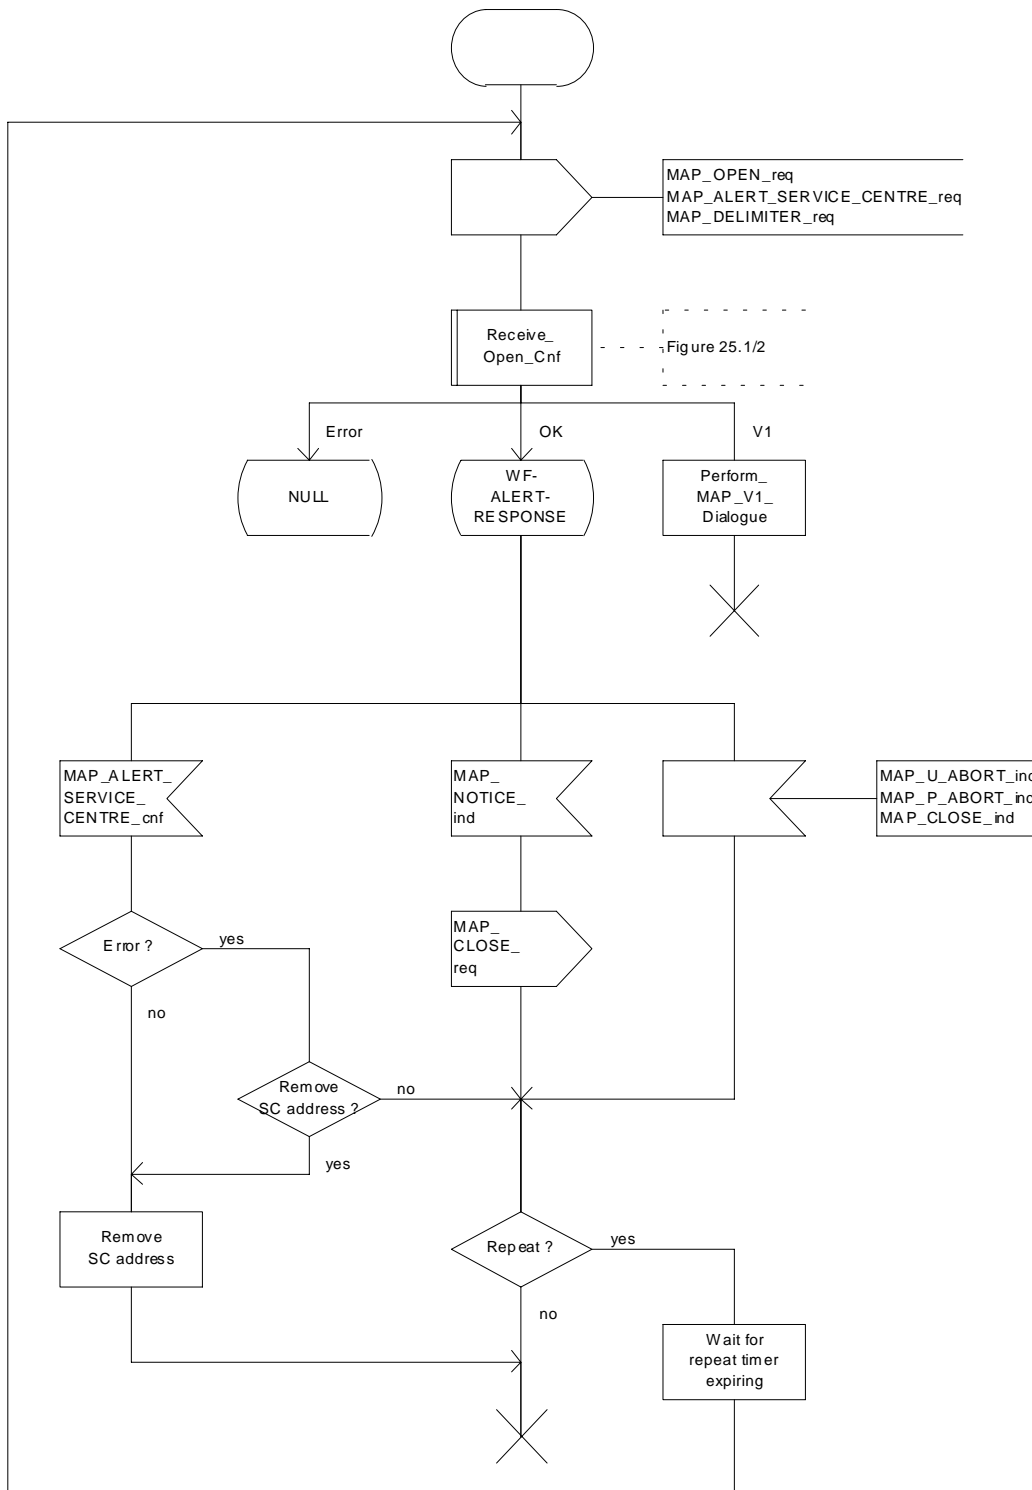 MAP_OPEN_req
MAP_ALERT_SERVICE_CENTRE_req
MAP_DELIMITER_req
Receive_
Open_Cnf
Figure 25.1/2
Error
OK
V1
NULL
WF-
ALERT-
RESPONSE
Perform_
MAP_V1_
Dialogue
MAP_ALERT_
SERVICE_
CENTRE_cnf
MAP_
NOTICE_
ind
MAP_U_ABORT_ind
MAP_P_ABORT_ind
MAP_CLOSE_ind
Error ?
yes
MAP_
CLOSE_
req
no
Remove
SC address ?
no
yes
Remove
SC address
Repeat ?
yes
no
Wait for
repeat timer
expiring